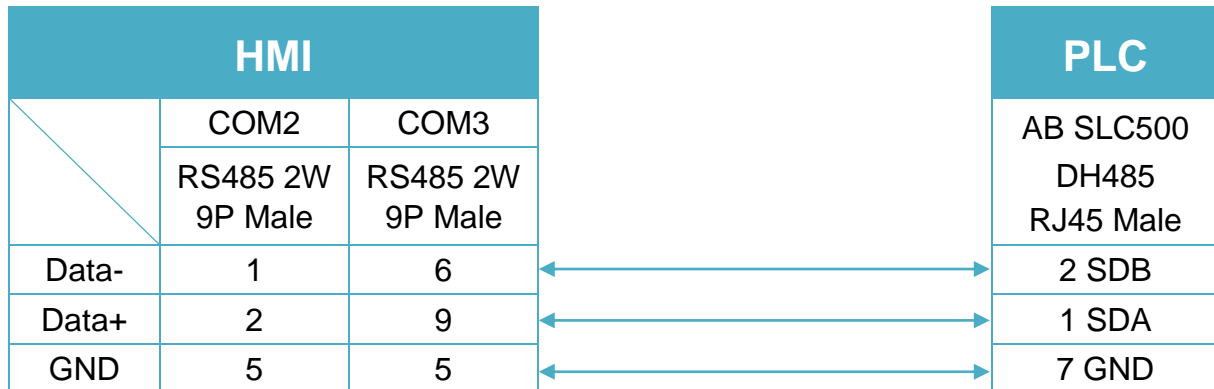 HMI PLC
COM2 COM3 AB SLC500
RS485 2W RS485 2W DH485
9P Male 9P Male RJ45 Male
Data- 1 6 2 SDB
Data+ 2 9 1 SDA
GND 5 5 7 GND